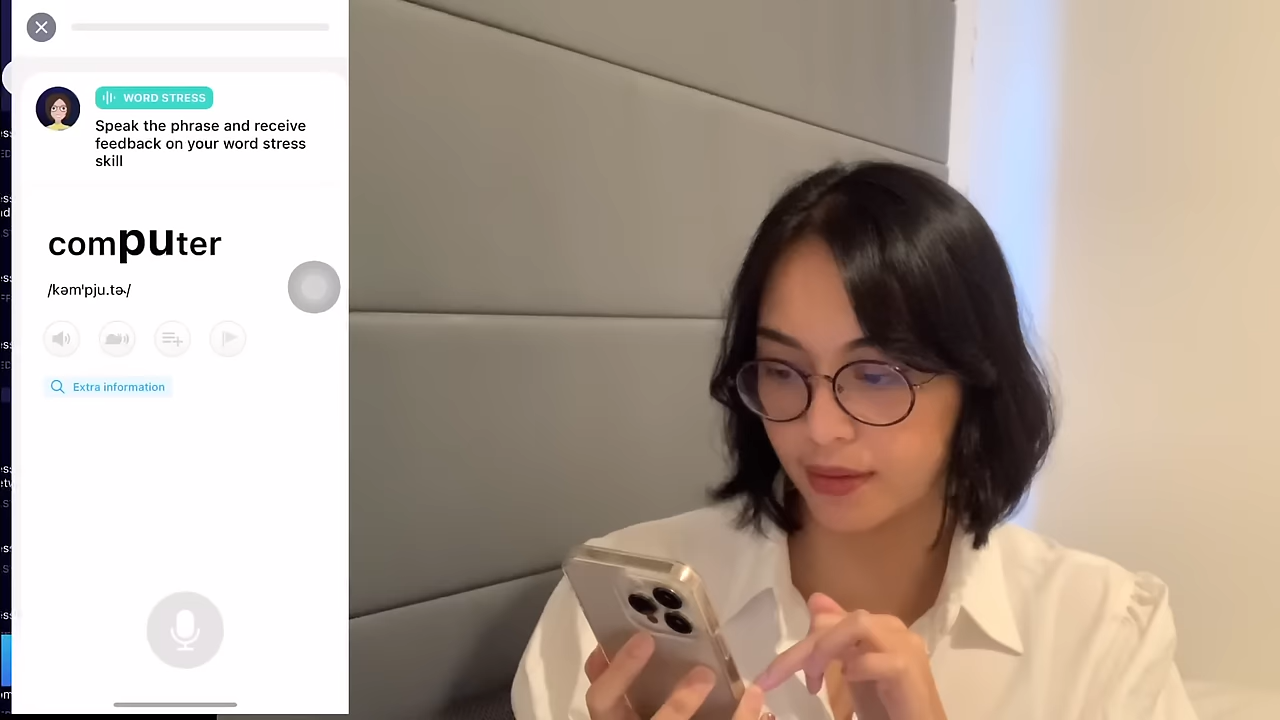 WORD STRESS
Speak the phrase and receive
feedback on your word stress
skill
computer
/kəmˈpju.tɚ/
Extra information